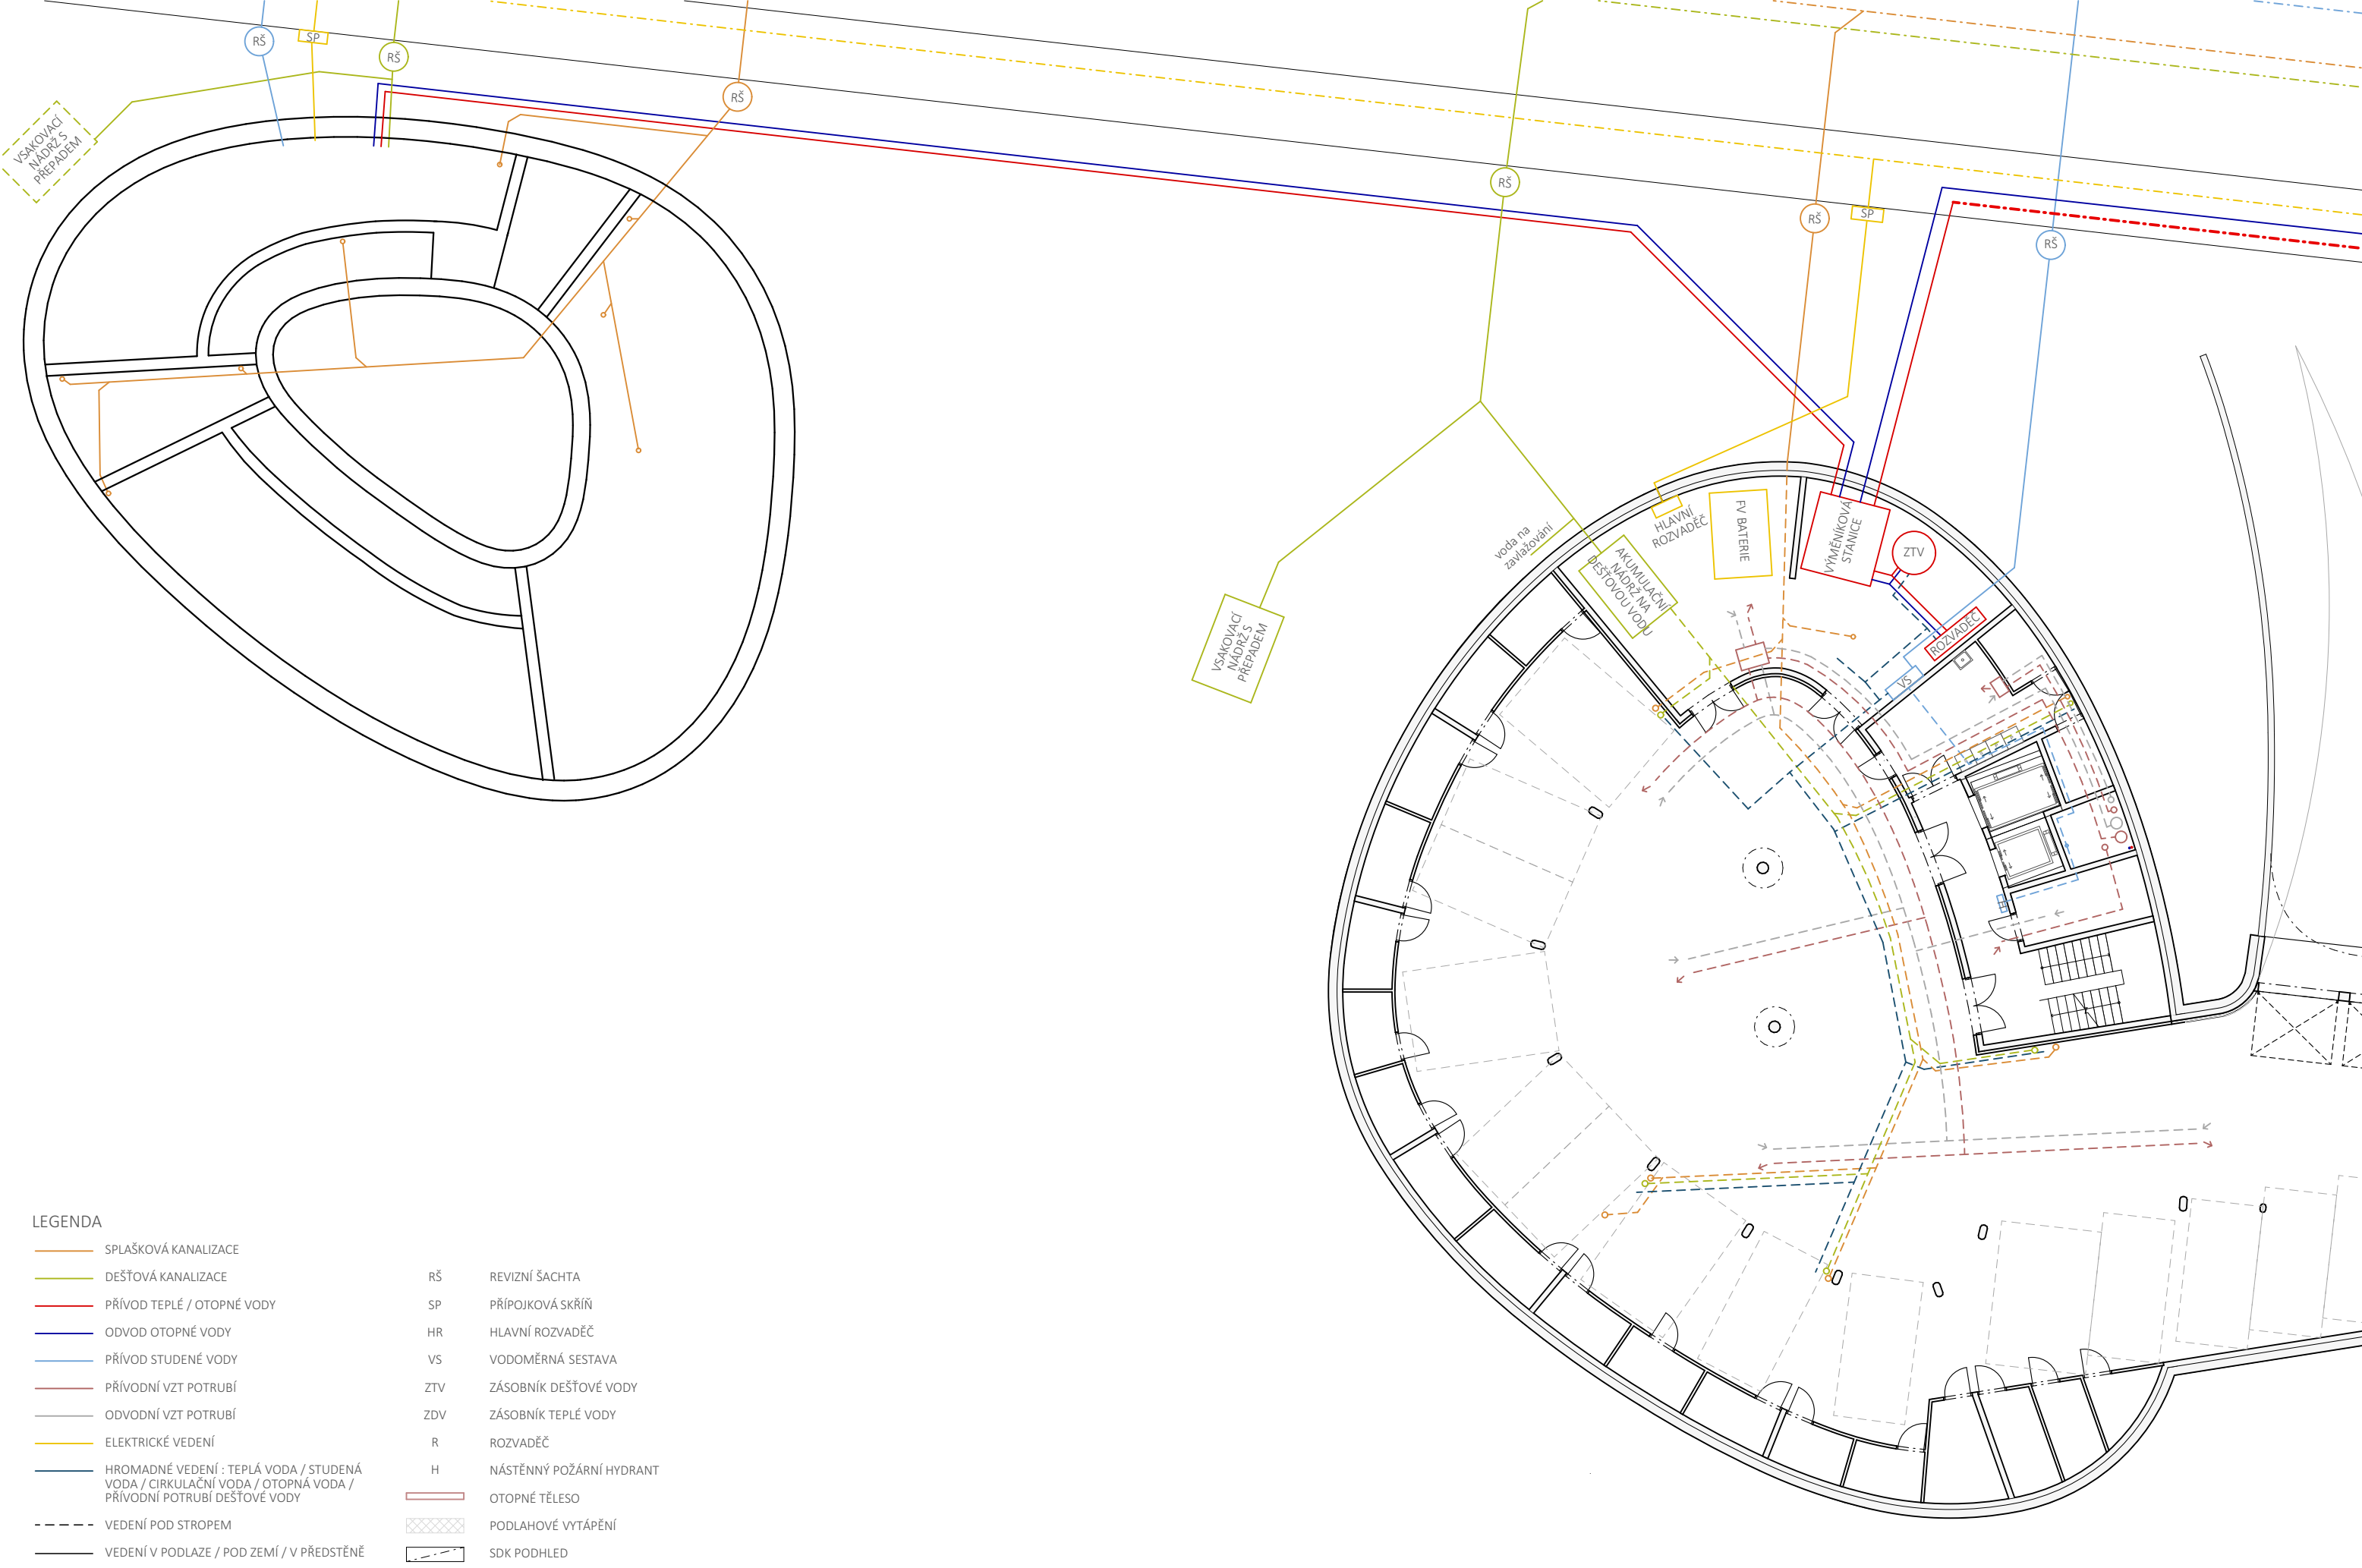 RŠ
SP
RŠ
RŠ
VSAKOVACÍ
NÁDRŽ S
PŘEPADEM
RŠ
RŠ
SP
RŠ
voda na
zavlažování
HLAVNÍ
ROZVADĚČ
FV BATERIE
VÝMĚNÍKOVÁ
STANICE
ZTV
AKUMULAČNÍ
NÁDRŽ NA
DEŠŤOVOU VODU
VSAKOVACÍ
NÁDRŽ S
PŘEPADEM
ROZVADĚČ
VS
H
LEGENDA
SPLAŠKOVÁ KANALIZACE
DEŠŤOVÁ KANALIZACE
PŘÍVOD TEPLÉ / OTOPNÉ VODY
ODVOD OTOPNÉ VODY
PŘÍVOD STUDENÉ VODY
PŘÍVODNÍ VZT POTRUBÍ
ODVODNÍ VZT POTRUBÍ
ELEKTRICKÉ VEDENÍ
HROMADNÉ VEDENÍ : TEPLÁ VODA / STUDENÁ
VODA / CIRKULAČNÍ VODA / OTOPNÁ VODA /
PŘÍVODNÍ POTRUBÍ DEŠŤOVÉ VODY
VEDENÍ POD STROPEM
VEDENÍ V PODLAZE / POD ZEMÍ / V PŘEDSTĚNĚ
RŠ REVIZNÍ ŠACHTA
SP PŘÍPOJKOVÁ SKŘÍŇ
HR HLAVNÍ ROZVADĚČ
VS VODOMĚRNÁ SESTAVA
ZTV ZÁSOBNÍK DEŠŤOVÉ VODY
ZDV ZÁSOBNÍK TEPLÉ VODY
R ROZVADĚČ
H NÁSTĚNNÝ POŽÁRNÍ HYDRANT
OTOPNÉ TĚLESO
PODLAHOVÉ VYTÁPĚNÍ
SDK PODHLED